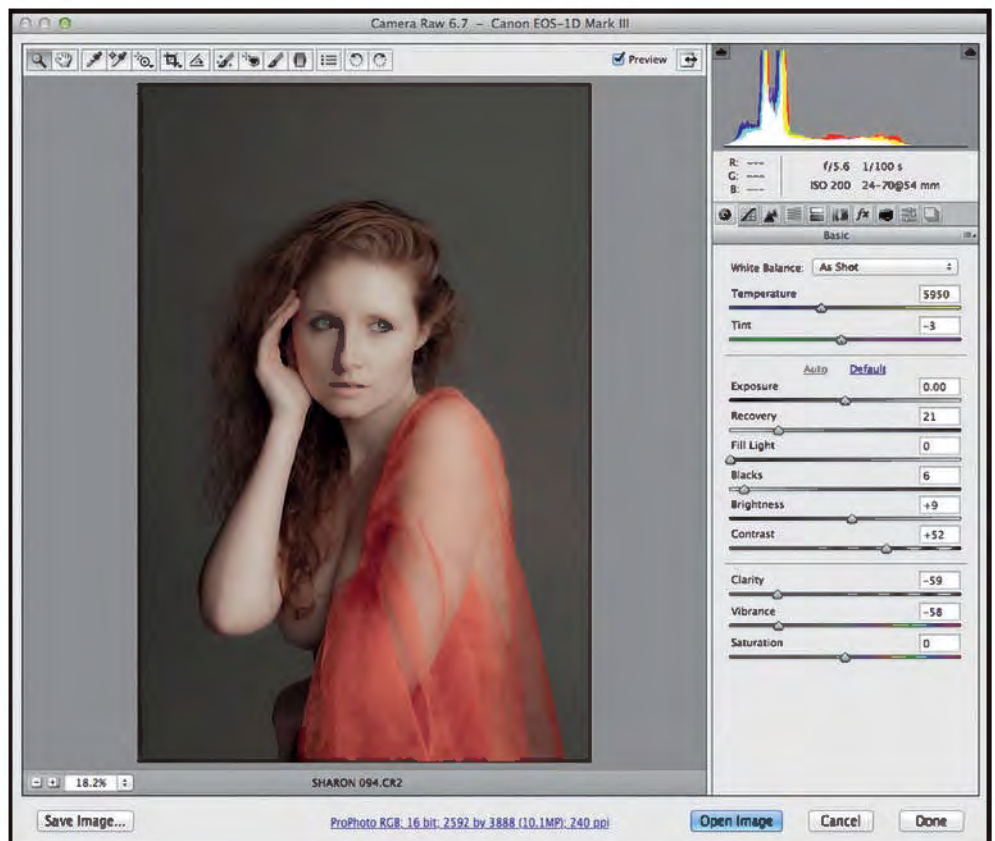 Camera Raw 6.7 – Canon EOS-1D Mark III
Preview
R: ---
G: ---
B: ---
f/5.6 1/100 s
ISO 200 24-70@54 mm
fx
Basic
White Balance: As Shot
Temperature 5950
Tint -3
Auto Default
Exposure 0.00
Recovery 21
Fill Light 0
Blacks 6
Brightness +9
Contrast +52
Clarity -59
Vibrance -58
Saturation 0
18.2% SHARON 094.CR2
Save Image... ProPhoto RGB; 16 bit; 2592 by 3888 (10.1MP); 240 ppi Open Image Cancel Done